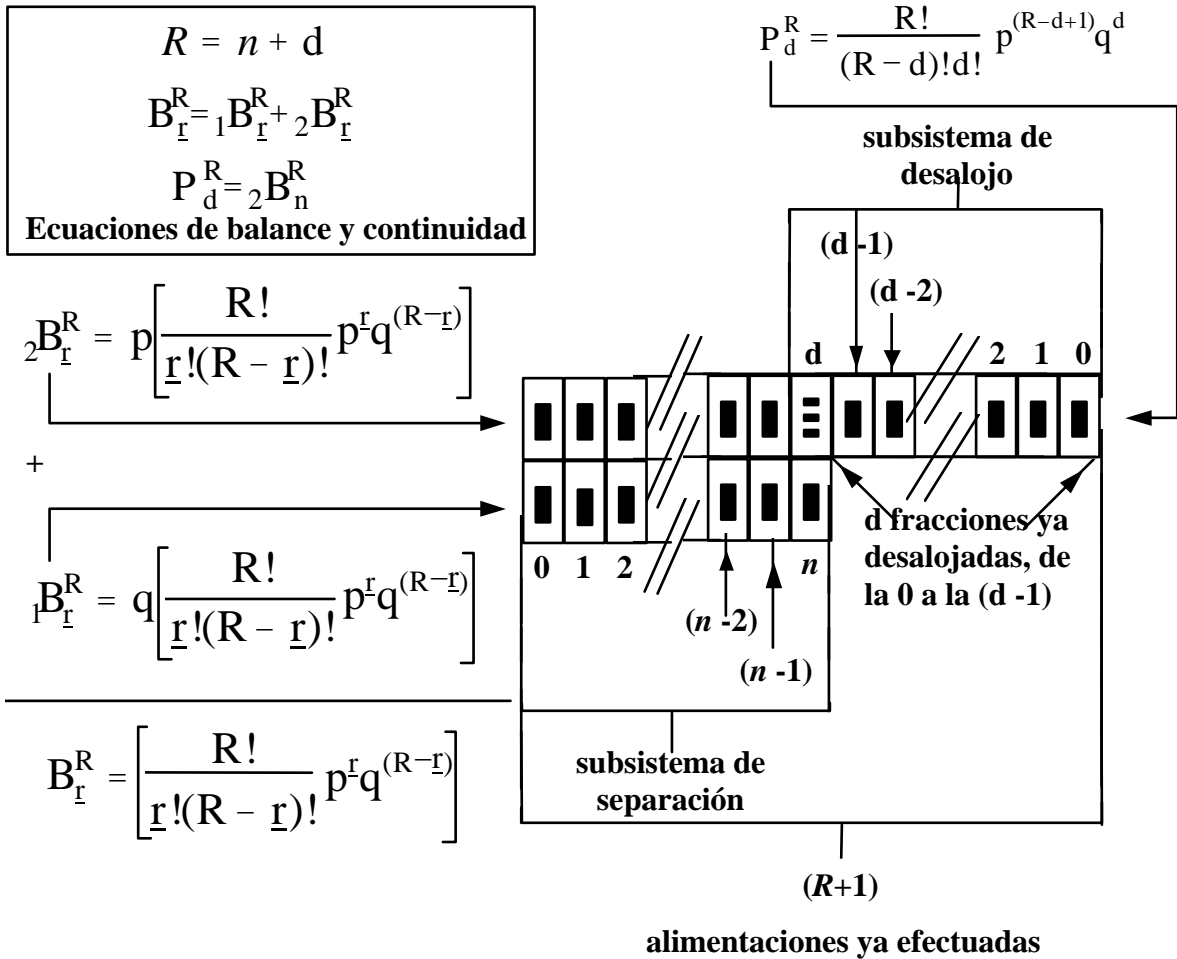 R = n + d
B_r̲^R = ₁B_r̲^R + ₂B_r̲^R
P_d^R = ₂B_n^R
Ecuaciones de balance y continuidad
P_d^R = R! / (R − d)!d! p^(R−d+1) q^d
subsistema de
desalojo
(d -1)
(d -2)
₂B_r̲^R = p[R! / r̲!(R − r̲)! p^r̲ q^(R−r̲)]
d 2 1 0
+
₁B_r̲^R = q[R! / r̲!(R − r̲)! p^r̲ q^(R−r̲)]
0 1 2 n
(n -2)
(n -1)
d fracciones ya
desalojadas, de
la 0 a la (d -1)
B_r̲^R = [R! / r̲!(R − r̲)! p^r̲ q^(R−r̲)]
subsistema de
separación
(R+1)
alimentaciones ya efectuadas